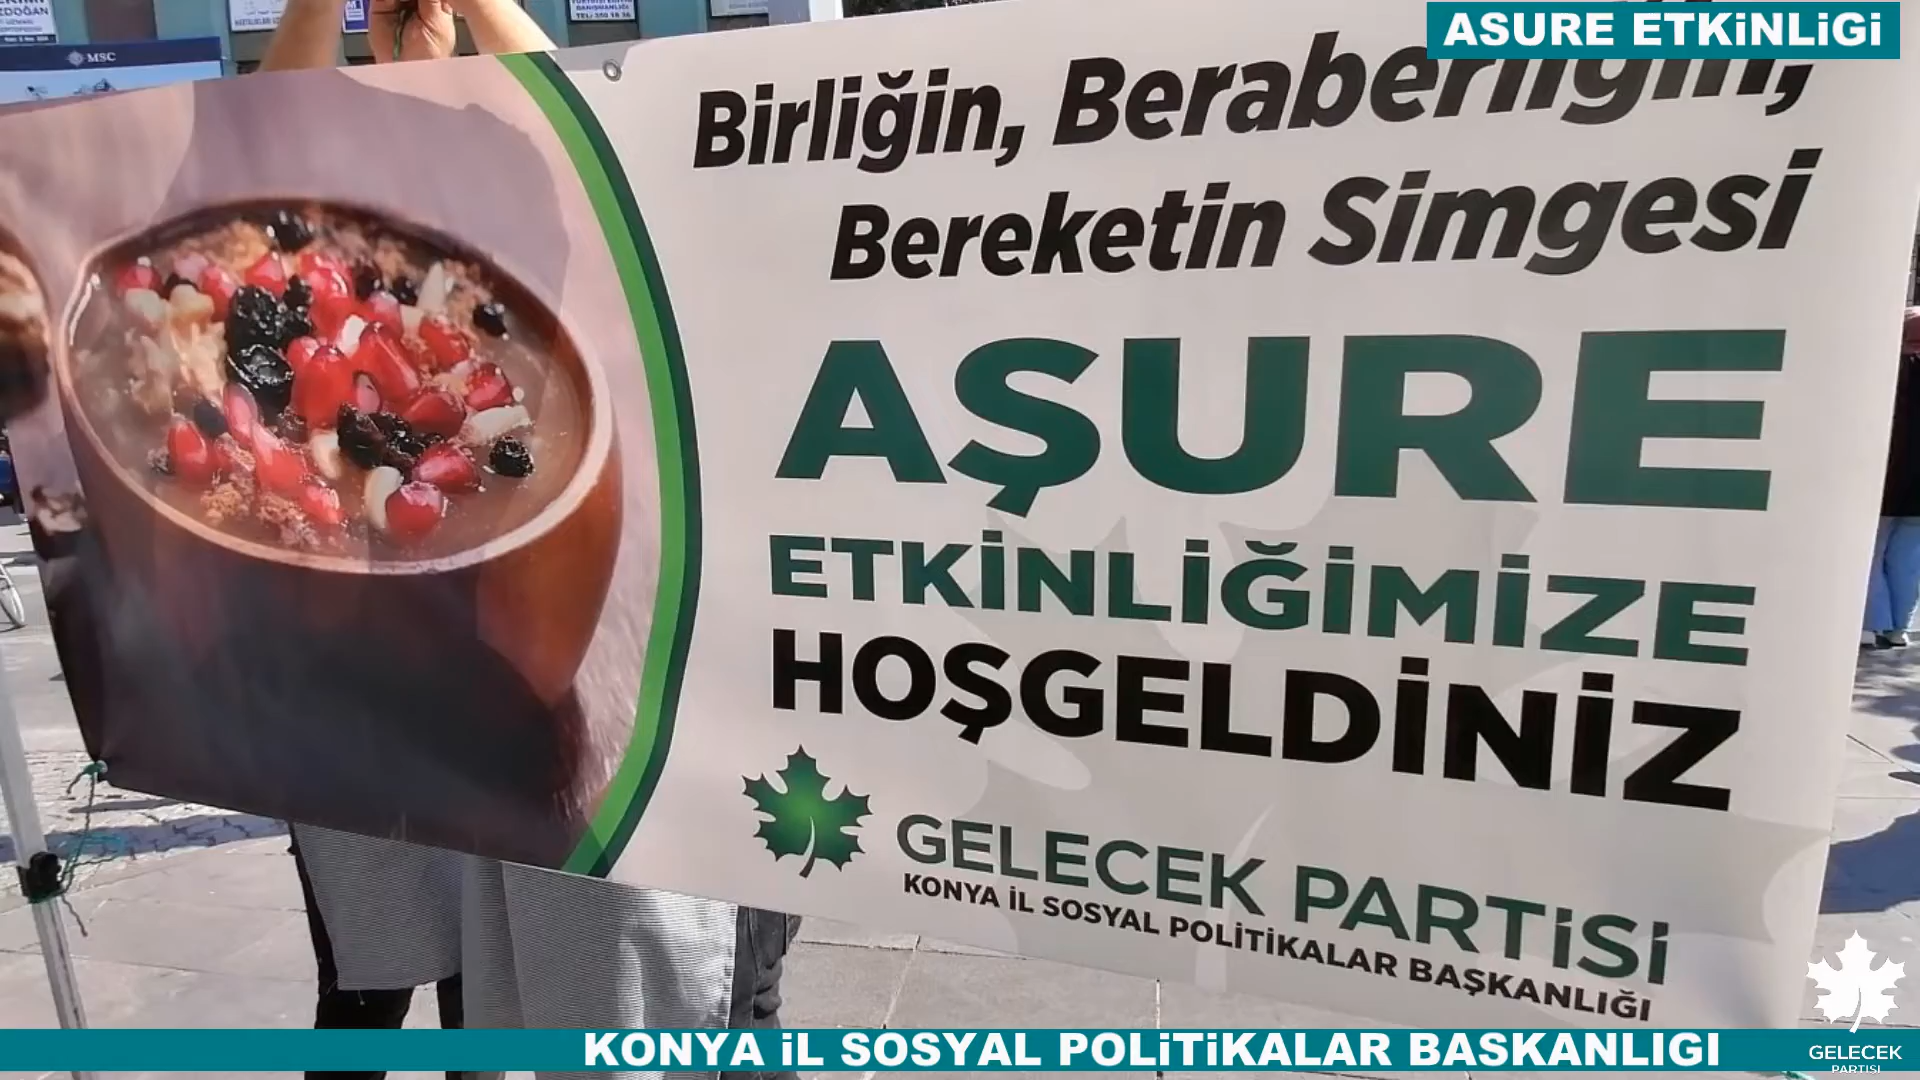 ASURE ETKiNLiGi
MSC
Birliğin, Beraberliğin,
Bereketin Simgesi
AŞURE
ETKİNLİĞİMİZE
HOŞGELDİNİZ
GELECEK PARTİSİ
KONYA İL SOSYAL POLİTİKALAR BAŞKANLIĞI
KONYA iL SOSYAL POLiTiKALAR BASKANLIGI
GELECEK
PARTİSİ